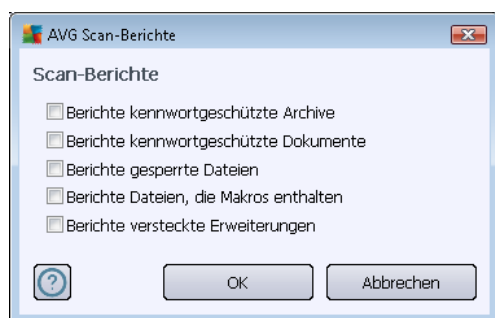 AVG Scan-Berichte
Scan-Berichte
Berichte kennwortgeschützte Archive
Berichte kennwortgeschützte Dokumente
Berichte gesperrte Dateien
Berichte Dateien, die Makros enthalten
Berichte versteckte Erweiterungen
?
OK
Abbrechen